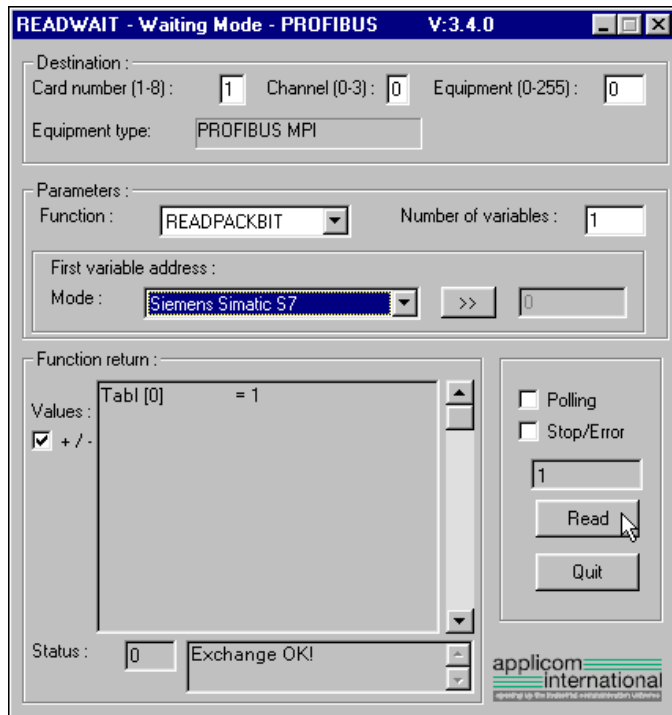 READWAIT - Waiting Mode - PROFIBUS V:3.4.0
Destination :
Card number (1-8) : 1 Channel (0-3) : 0 Equipment (0-255) : 0
Equipment type: PROFIBUS MPI
Parameters :
Function : READPACKBIT Number of variables : 1
First variable address :
Mode : Siemens Simatic S7 >> 0
Function return :
Values : Tabl [0] = 1
+ / -
Polling
Stop/Error
1
Read
Quit
Status : 0 Exchange OK!
applicom
international